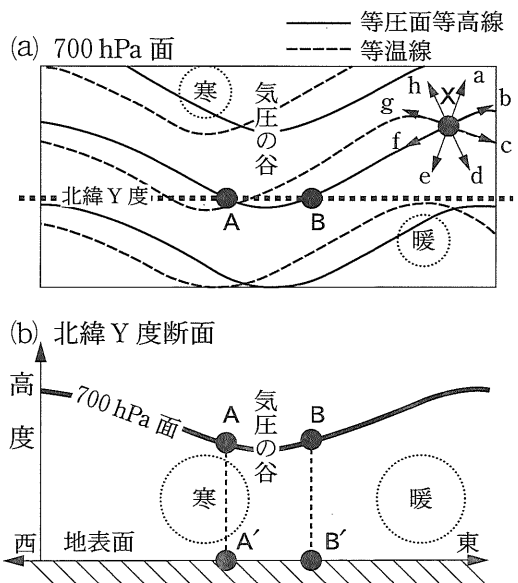 等圧面等高線
等温線
(a) 700 hPa 面
寒
気圧の谷
h X a
g b
f c
e d
北緯Y度
A B
暖
(b) 北緯Y度断面
高度
700 hPa 面
A 気圧の谷 B
寒 暖
西 地表面 A′ B′ 東